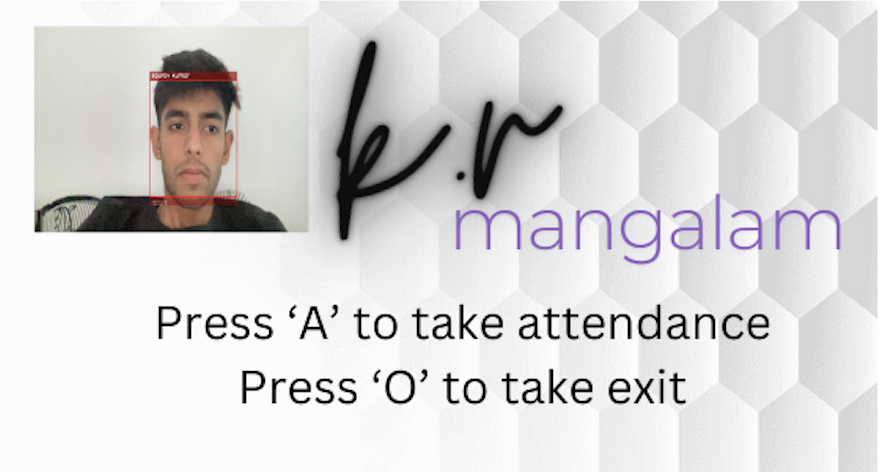 k.r
mangalam
Press ‘A’ to take attendance
Press ‘O’ to take exit